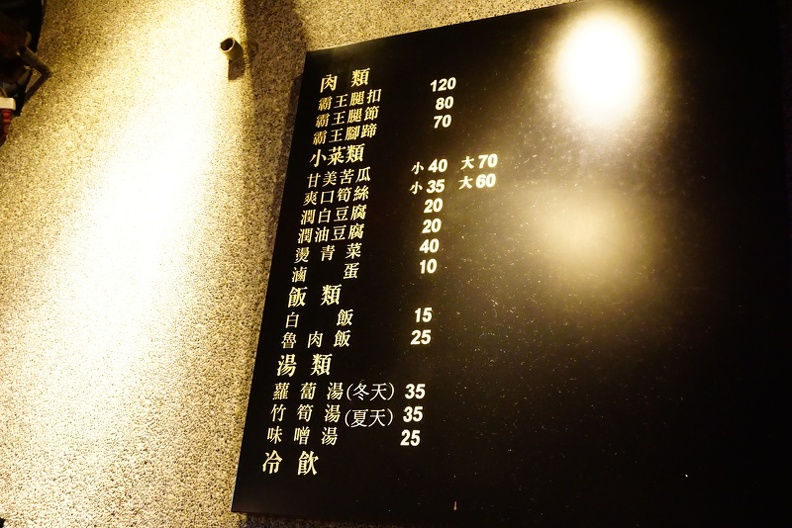 肉類
霸王腿扣 120
霸王腿節 80
霸王腳蹄 70
小菜類
甘美苦瓜 小40 大70
爽口筍絲 小35 大60
潤白豆腐 20
潤油豆腐 20
燙青菜 40
滷蛋 10
飯類
白飯 15
魯肉飯 25
湯類
蘿蔔湯(冬天) 35
竹筍湯(夏天) 35
味噌湯 25
冷飲